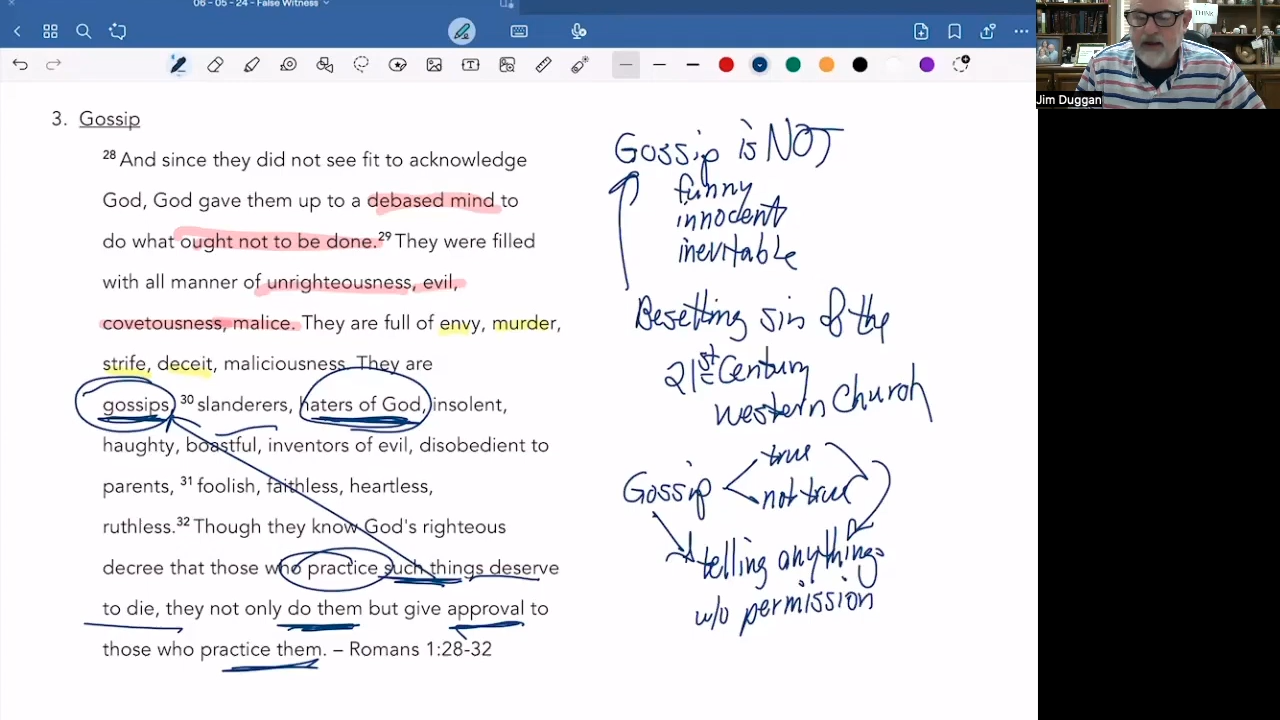 06 - 05 - 24 - False Witness
THINK
Jim Duggan
3. Gossip
28 And since they did not see fit to acknowledge
God, God gave them up to a debased mind to
do what ought not to be done. 29 They were filled
with all manner of unrighteousness, evil,
covetousness, malice. They are full of envy, murder,
strife, deceit, maliciousness. They are
gossips, 30 slanderers, haters of God, insolent,
haughty, boastful, inventors of evil, disobedient to
parents, 31 foolish, faithless, heartless,
ruthless. 32 Though they know God's righteous
decree that those who practice such things deserve
to die, they not only do them but give approval to
those who practice them. – Romans 1:28-32
Gossip is NOT
funny
innocent
inevitable
Besetting sin of the
21st Century
Western Church
Gossip
true
not true
telling anything
w/o permission